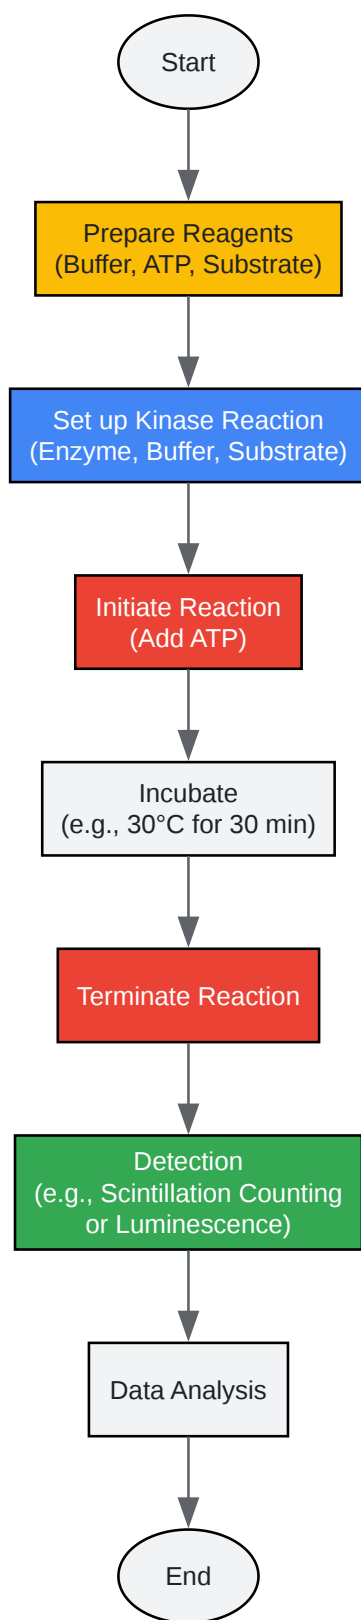 Start
Prepare Reagents
(Buffer, ATP, Substrate)
Set up Kinase Reaction
(Enzyme, Buffer, Substrate)
Initiate Reaction
(Add ATP)
Incubate
(e.g., 30°C for 30 min)
Terminate Reaction
Detection
(e.g., Scintillation Counting
or Luminescence)
Data Analysis
End